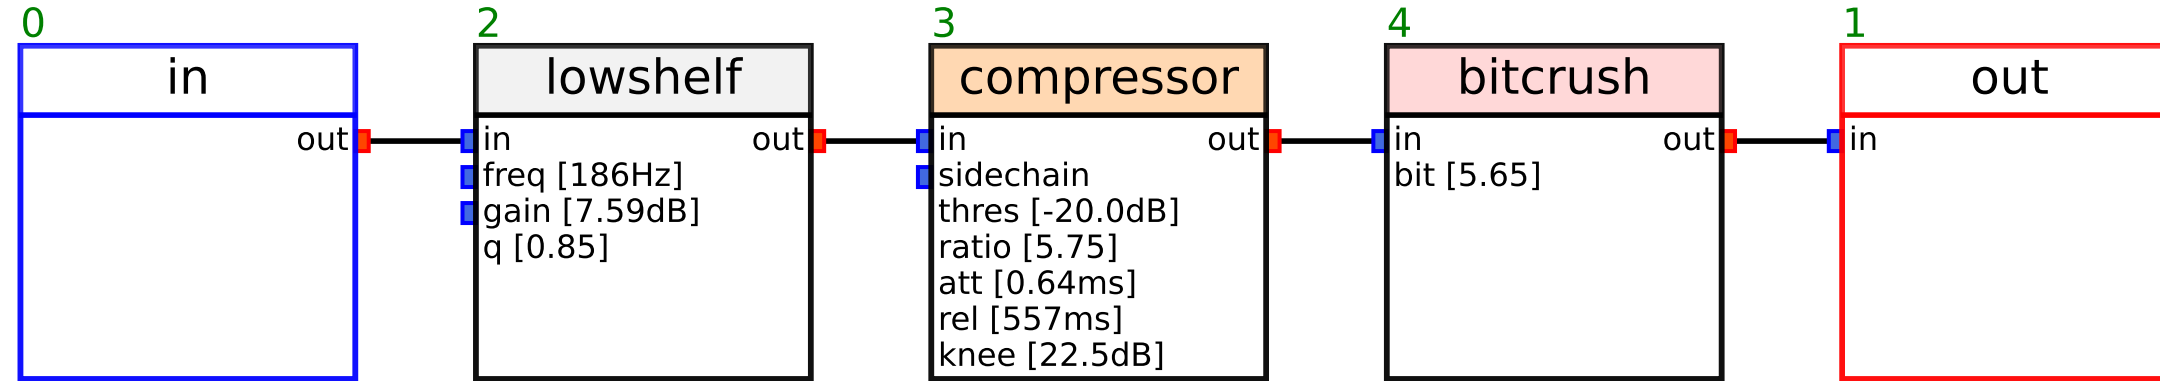 0
in
out
2
lowshelf
in
out
freq [186Hz]
gain [7.59dB]
q [0.85]
3
compressor
in
out
sidechain
thres [-20.0dB]
ratio [5.75]
att [0.64ms]
rel [557ms]
knee [22.5dB]
4
bitcrush
in
out
bit [5.65]
1
out
in